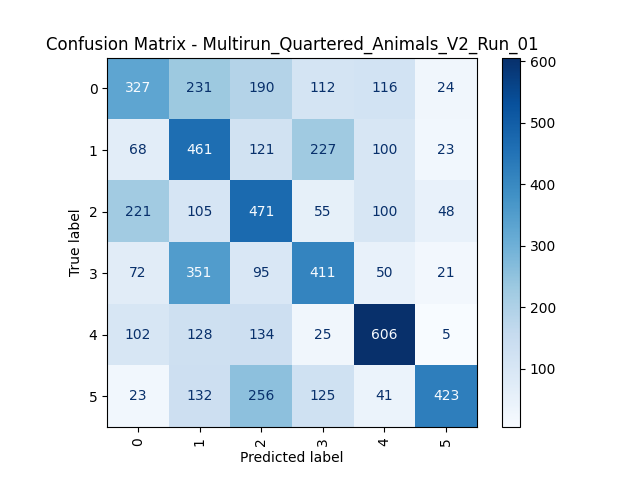 Confusion Matrix - Multirun_Quartered_Animals_V2_Run_01
0 327 231 190 112 116 24
1 68 461 121 227 100 23
2 221 105 471 55 100 48
3 72 351 95 411 50 21
4 102 128 134 25 606 5
5 23 132 256 125 41 423
0 1 2 3 4 5
True label
Predicted label
600
500
400
300
200
100